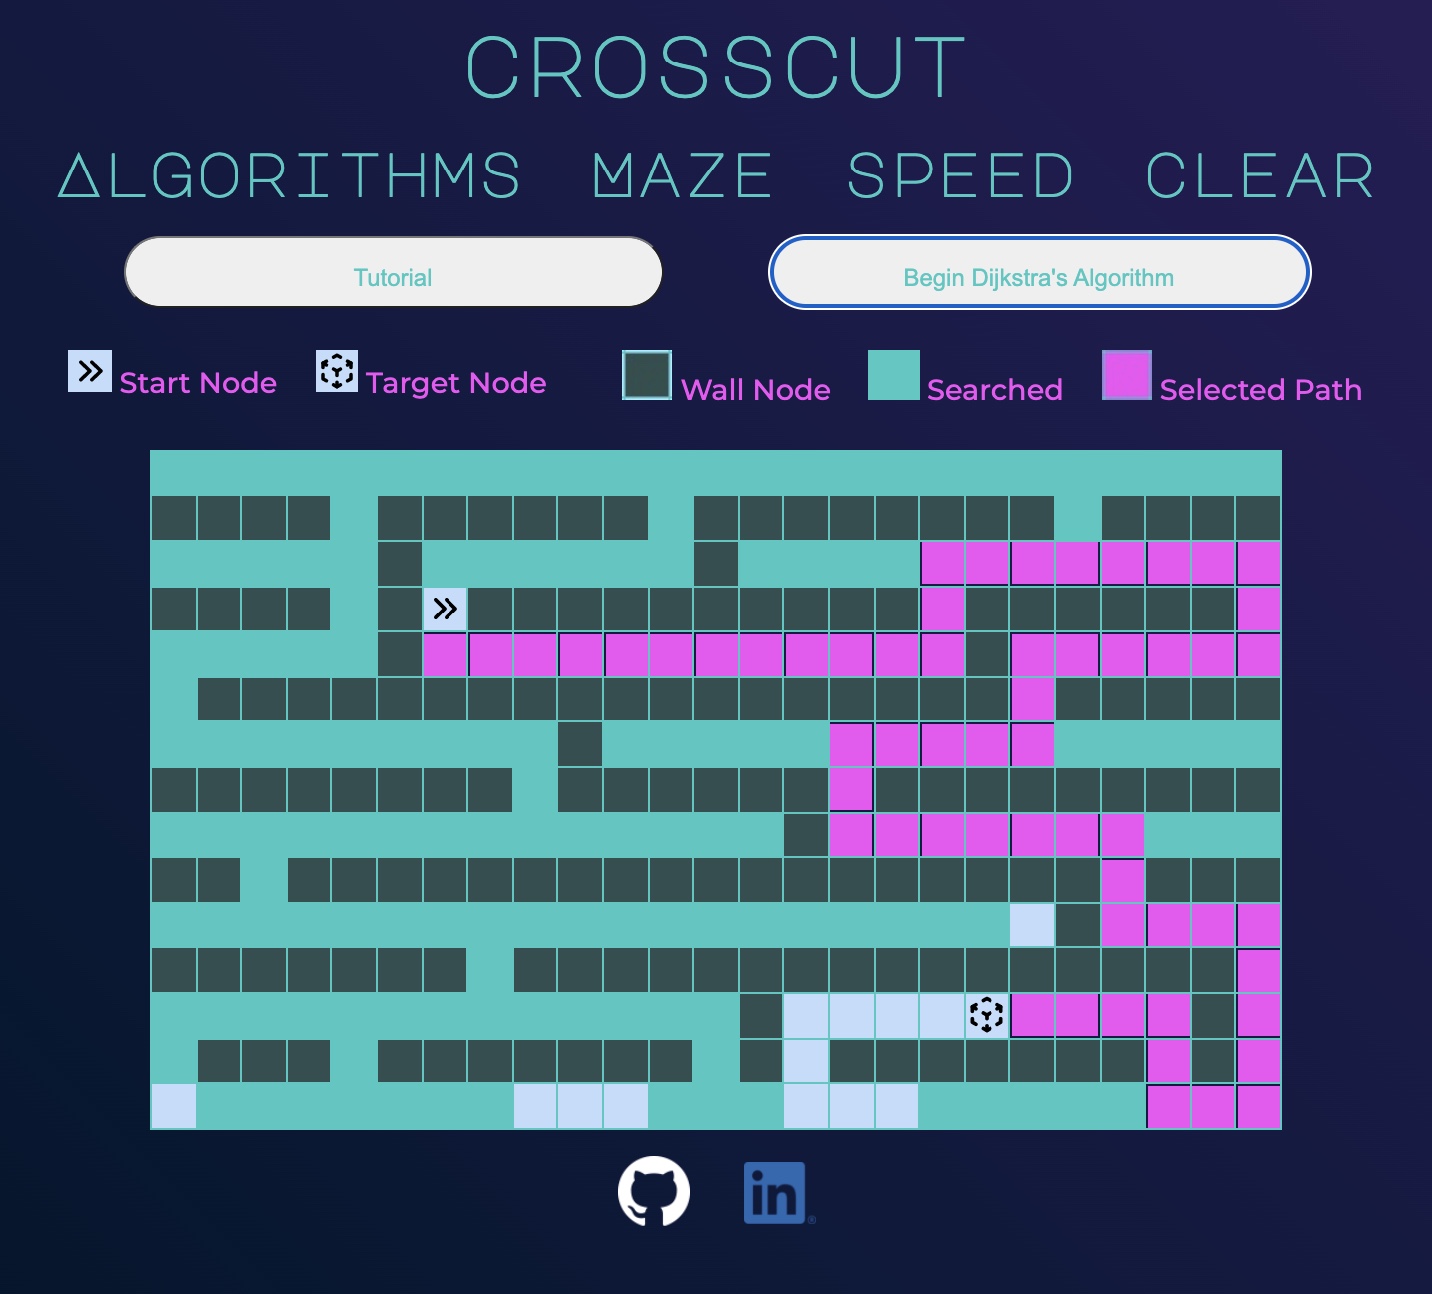 CROSSCUT
ALGORITHMS MAZE SPEED CLEAR
Tutorial Begin Dijkstra's Algorithm
Start Node Target Node Wall Node Searched Selected Path
in®